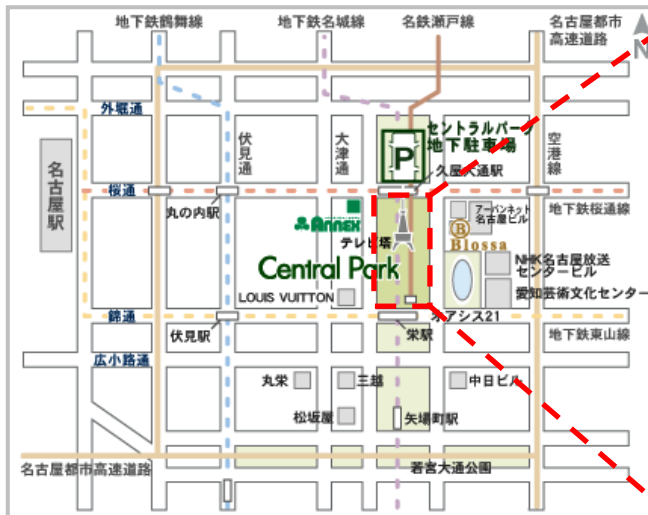 地下鉄鶴舞線
地下鉄名城線
名鉄瀬戸線
名古屋都市
高速道路
N
外堀通
セントラルパーク
地下駐車場
P
伏見通
大津通
空港線
名古屋駅
久屋大通駅
桜通
丸の内駅
地下鉄桜通線
アーバンネット
名古屋ビル
B
Blossa
ANNEX
テレビ塔
Central Park
NHK名古屋放送
センタービル
LOUIS VUITTON
愛知芸術文化センター
錦通
オアシス21
伏見駅
栄駅
地下鉄東山線
広小路通
丸栄
三越
中日ビル
松坂屋
矢場町駅
名古屋都市高速道路
若宮大通公園